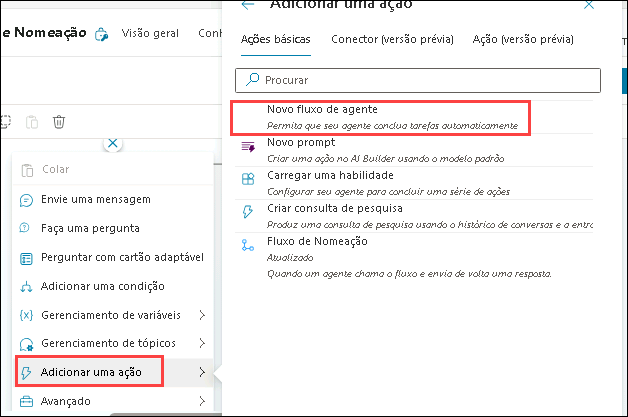 Adicionar uma ação
e Nomeação
Visão geral
Ações básicas
Conector (versão prévia)
Ação (versão prévia)
Procurar
Novo fluxo de agente
Permita que seu agente conclua tarefas automaticamente
Novo prompt
Criar uma ação no AI Builder usando o modelo padrão
Carregar uma habilidade
Configurar seu agente para concluir uma série de ações
Criar consulta de pesquisa
Produz uma consulta de pesquisa usando o histórico de conversas e a entra
Fluxo de Nomeação
Atualizado
Quando um agente chama o fluxo e envia de volta uma resposta.
Colar
Envie uma mensagem
Faça uma pergunta
Perguntar com cartão adaptável
Adicionar uma condição
{x} Gerenciamento de variáveis
Gerenciamento de tópicos
Adicionar uma ação
Avançado